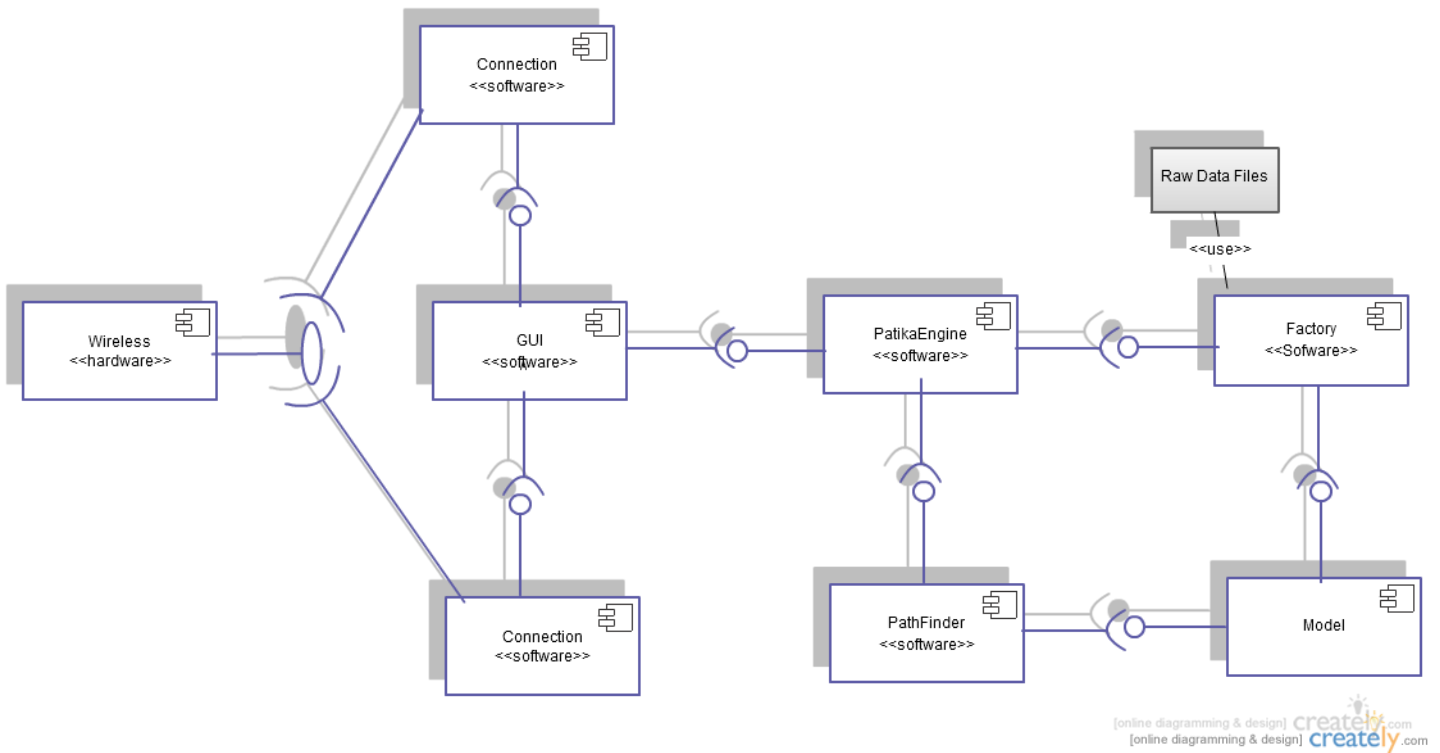 Connection
<<software>>
Raw Data Files
<<use>>
Wireless
<<hardware>>
GUI
<<software>>
PatikaEngine
<<software>>
Factory
<<Sofware>>
Connection
<<software>>
PathFinder
<<software>>
Model
[online diagramming & design] creately.com
[online diagramming & design] creately.com